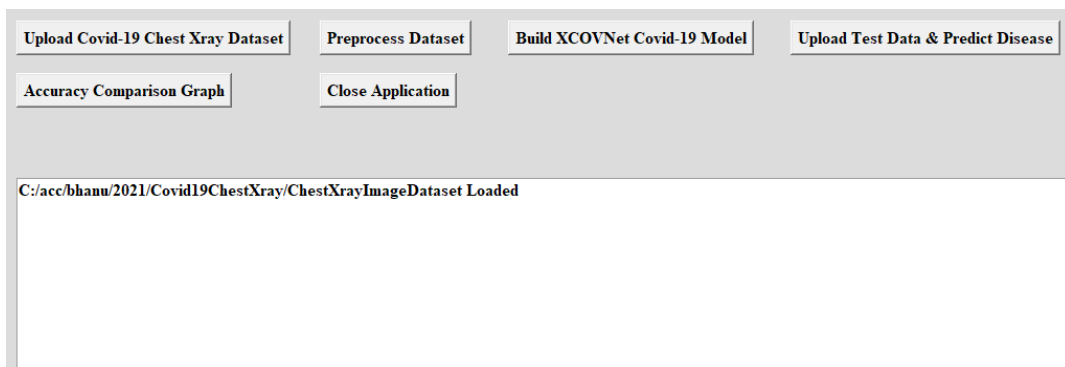 Upload Covid-19 Chest Xray Dataset Preprocess Dataset Build XCOVNet Covid-19 Model Upload Test Data & Predict Disease
Accuracy Comparison Graph Close Application
C:/acc/bhanu/2021/Covid19ChestXray/ChestXrayImageDataset Loaded